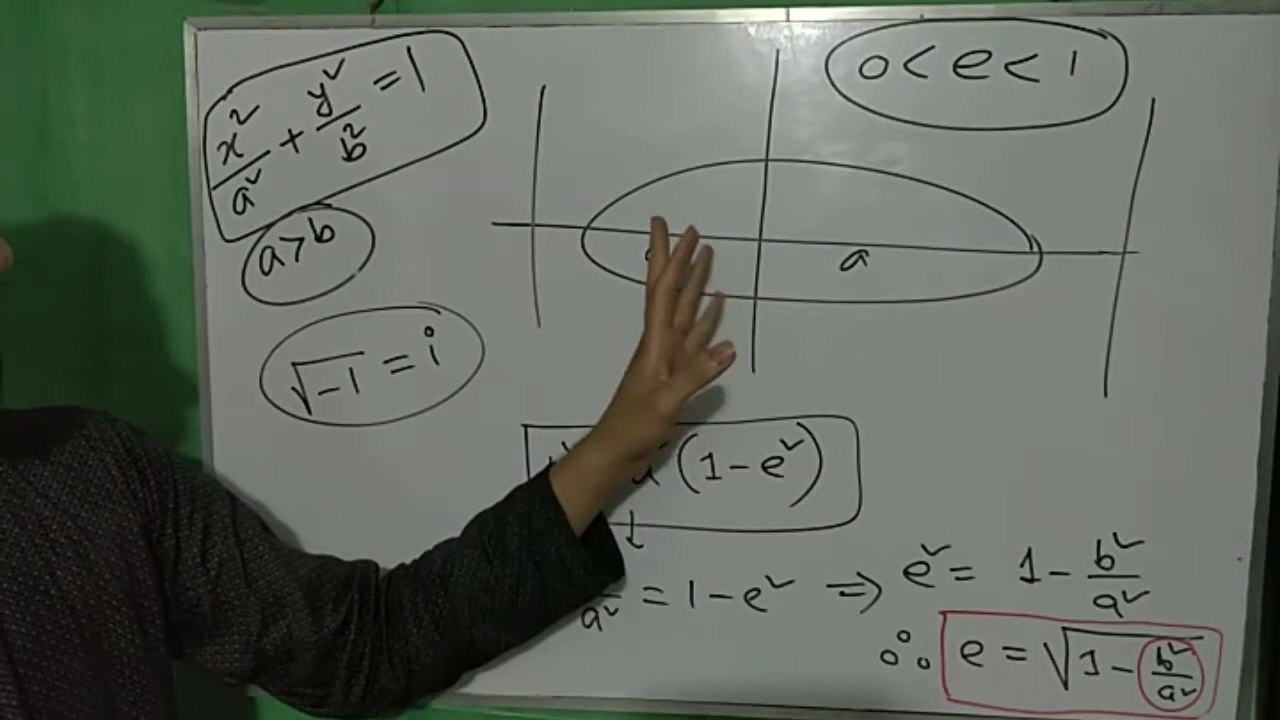 x²/a² + y²/b² = 1
0 < e < 1
a > b
a
√-1 = i
(1 - e²)
a² = 1 - e² ⇒ e² = 1 - b²/a²
∴ e = √1 - b²/a²